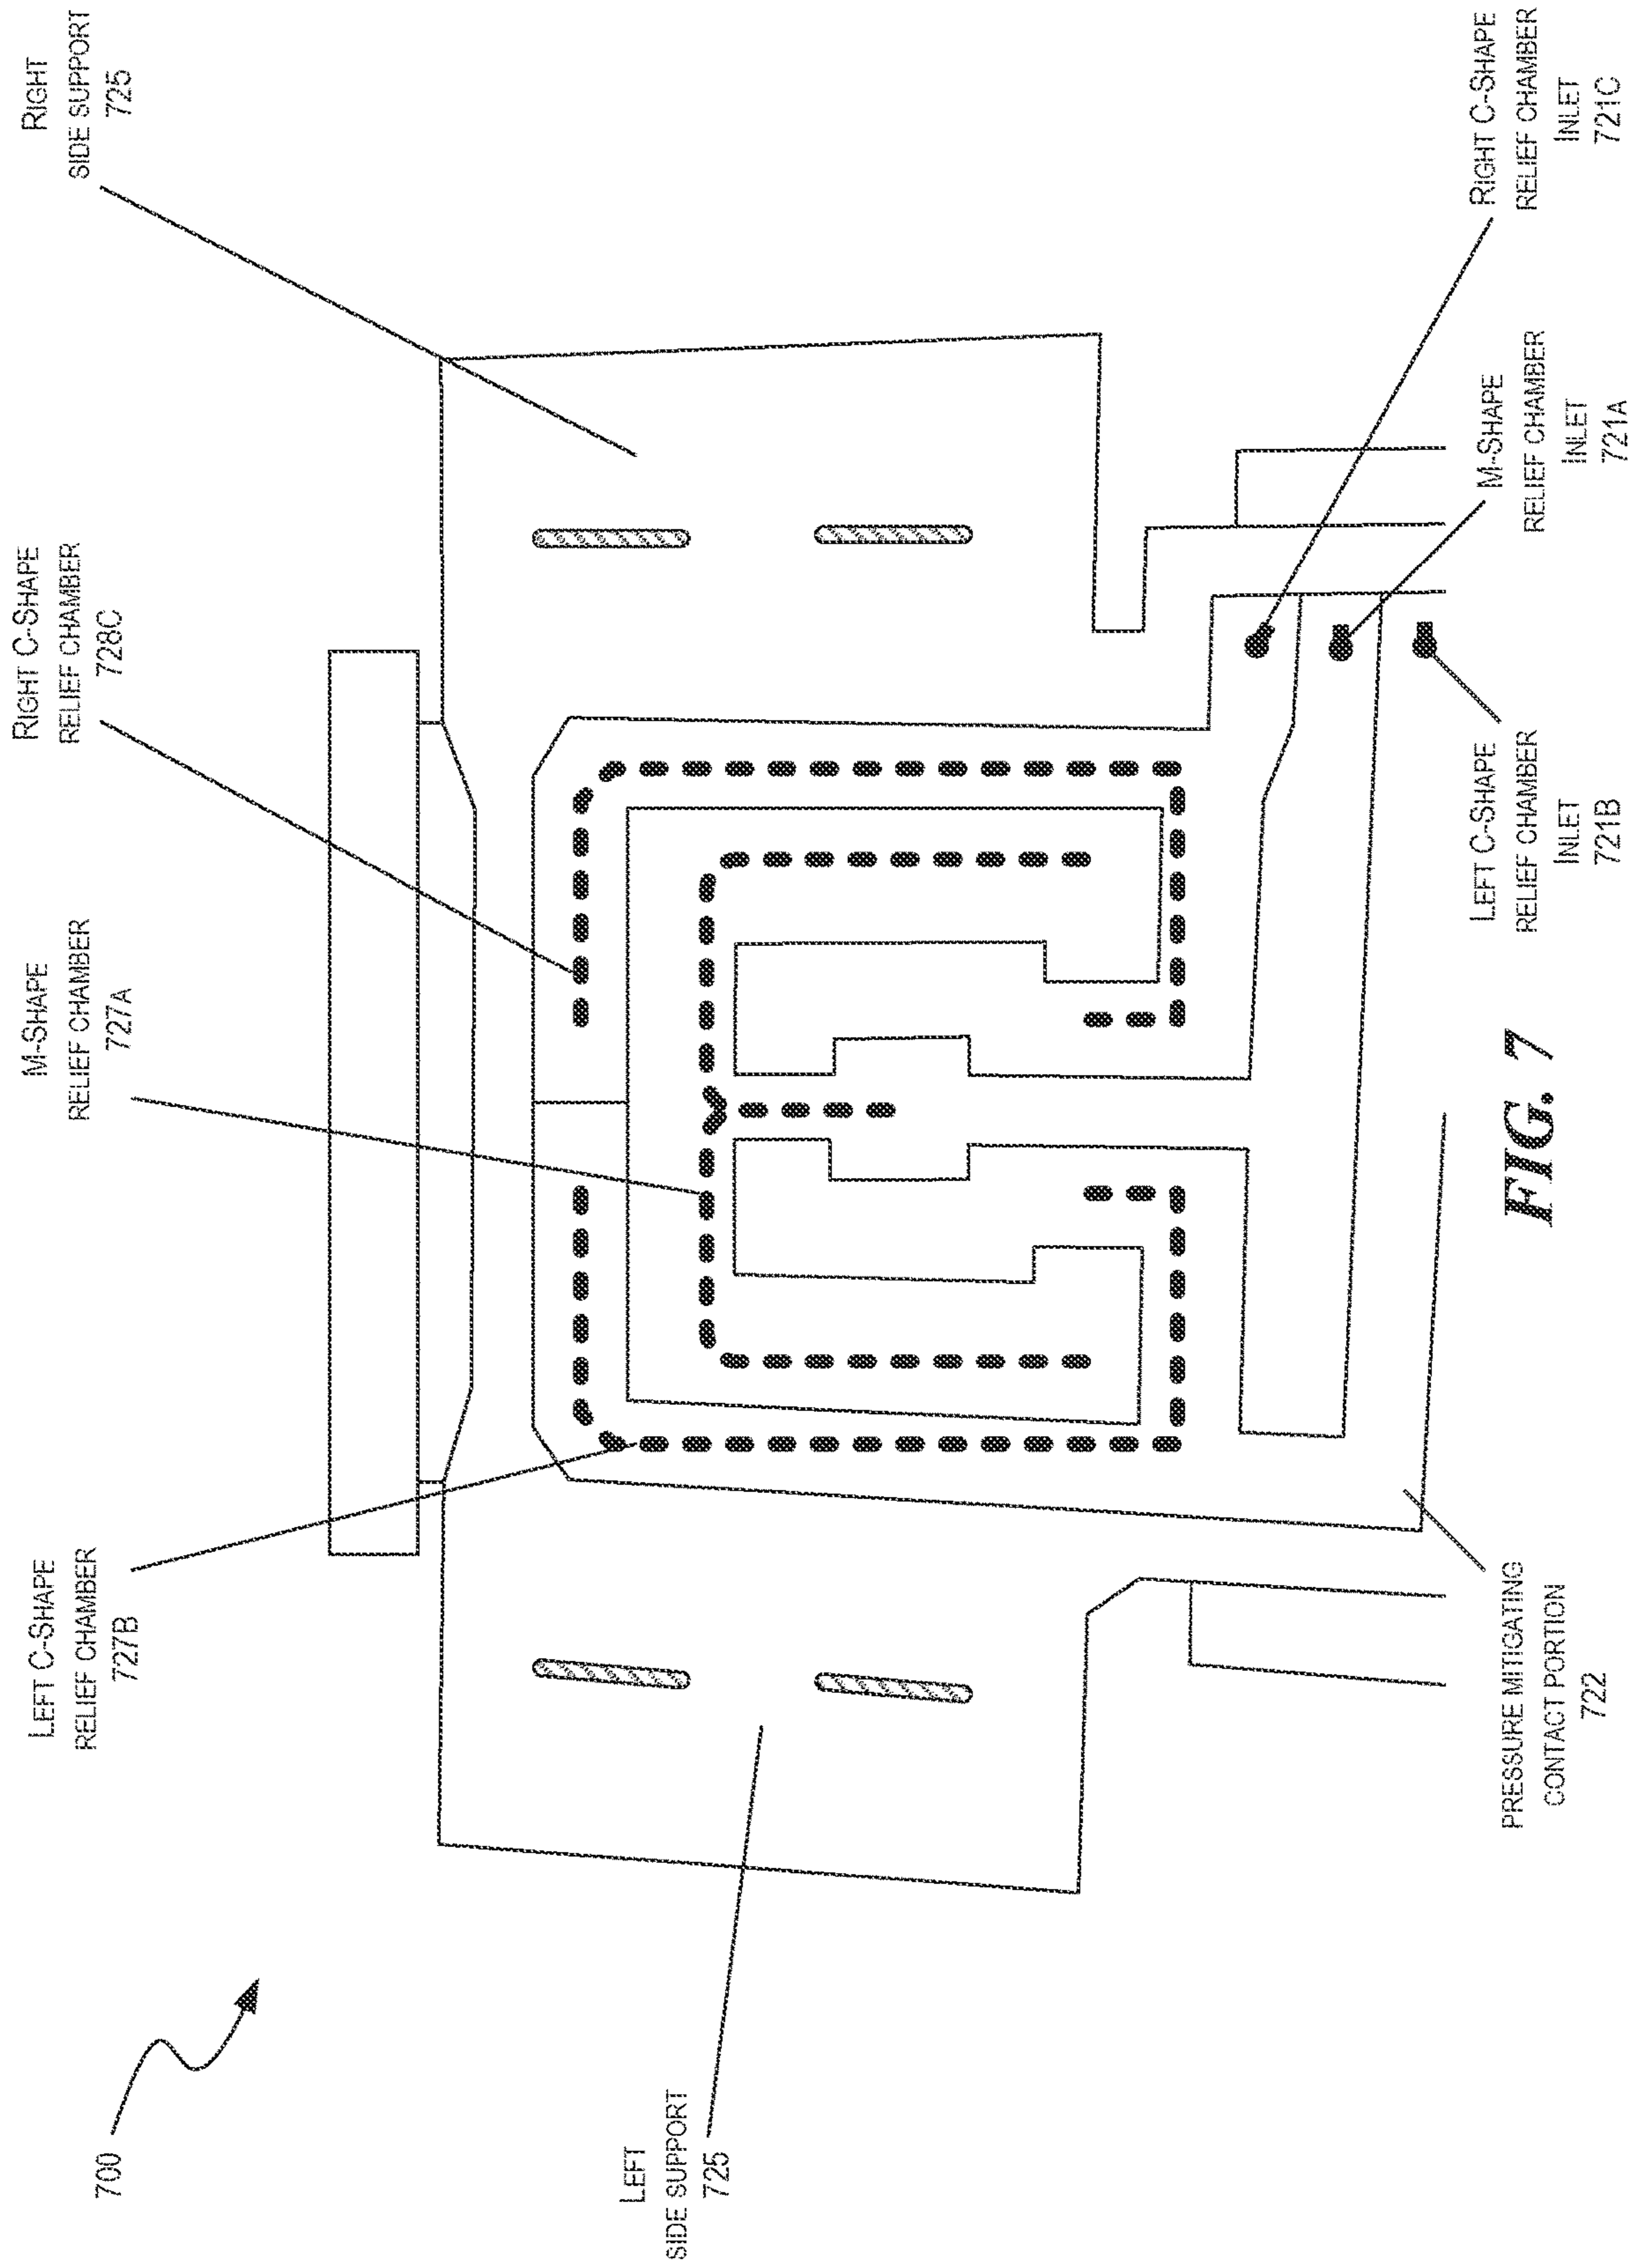 700
LEFT
SIDE SUPPORT
725
LEFT C-SHAPE
RELIEF CHAMBER
727B
M-SHAPE
RELIEF CHAMBER
727A
RIGHT C-SHAPE
RELIEF CHAMBER
728C
RIGHT
SIDE SUPPORT
725
PRESSURE MITIGATING
CONTACT PORTION
722
LEFT C-SHAPE
RELIEF CHAMBER
INLET
721B
M-SHAPE
RELIEF CHAMBER
INLET
721A
RIGHT C-SHAPE
RELIEF CHAMBER
INLET
721C
FIG. 7